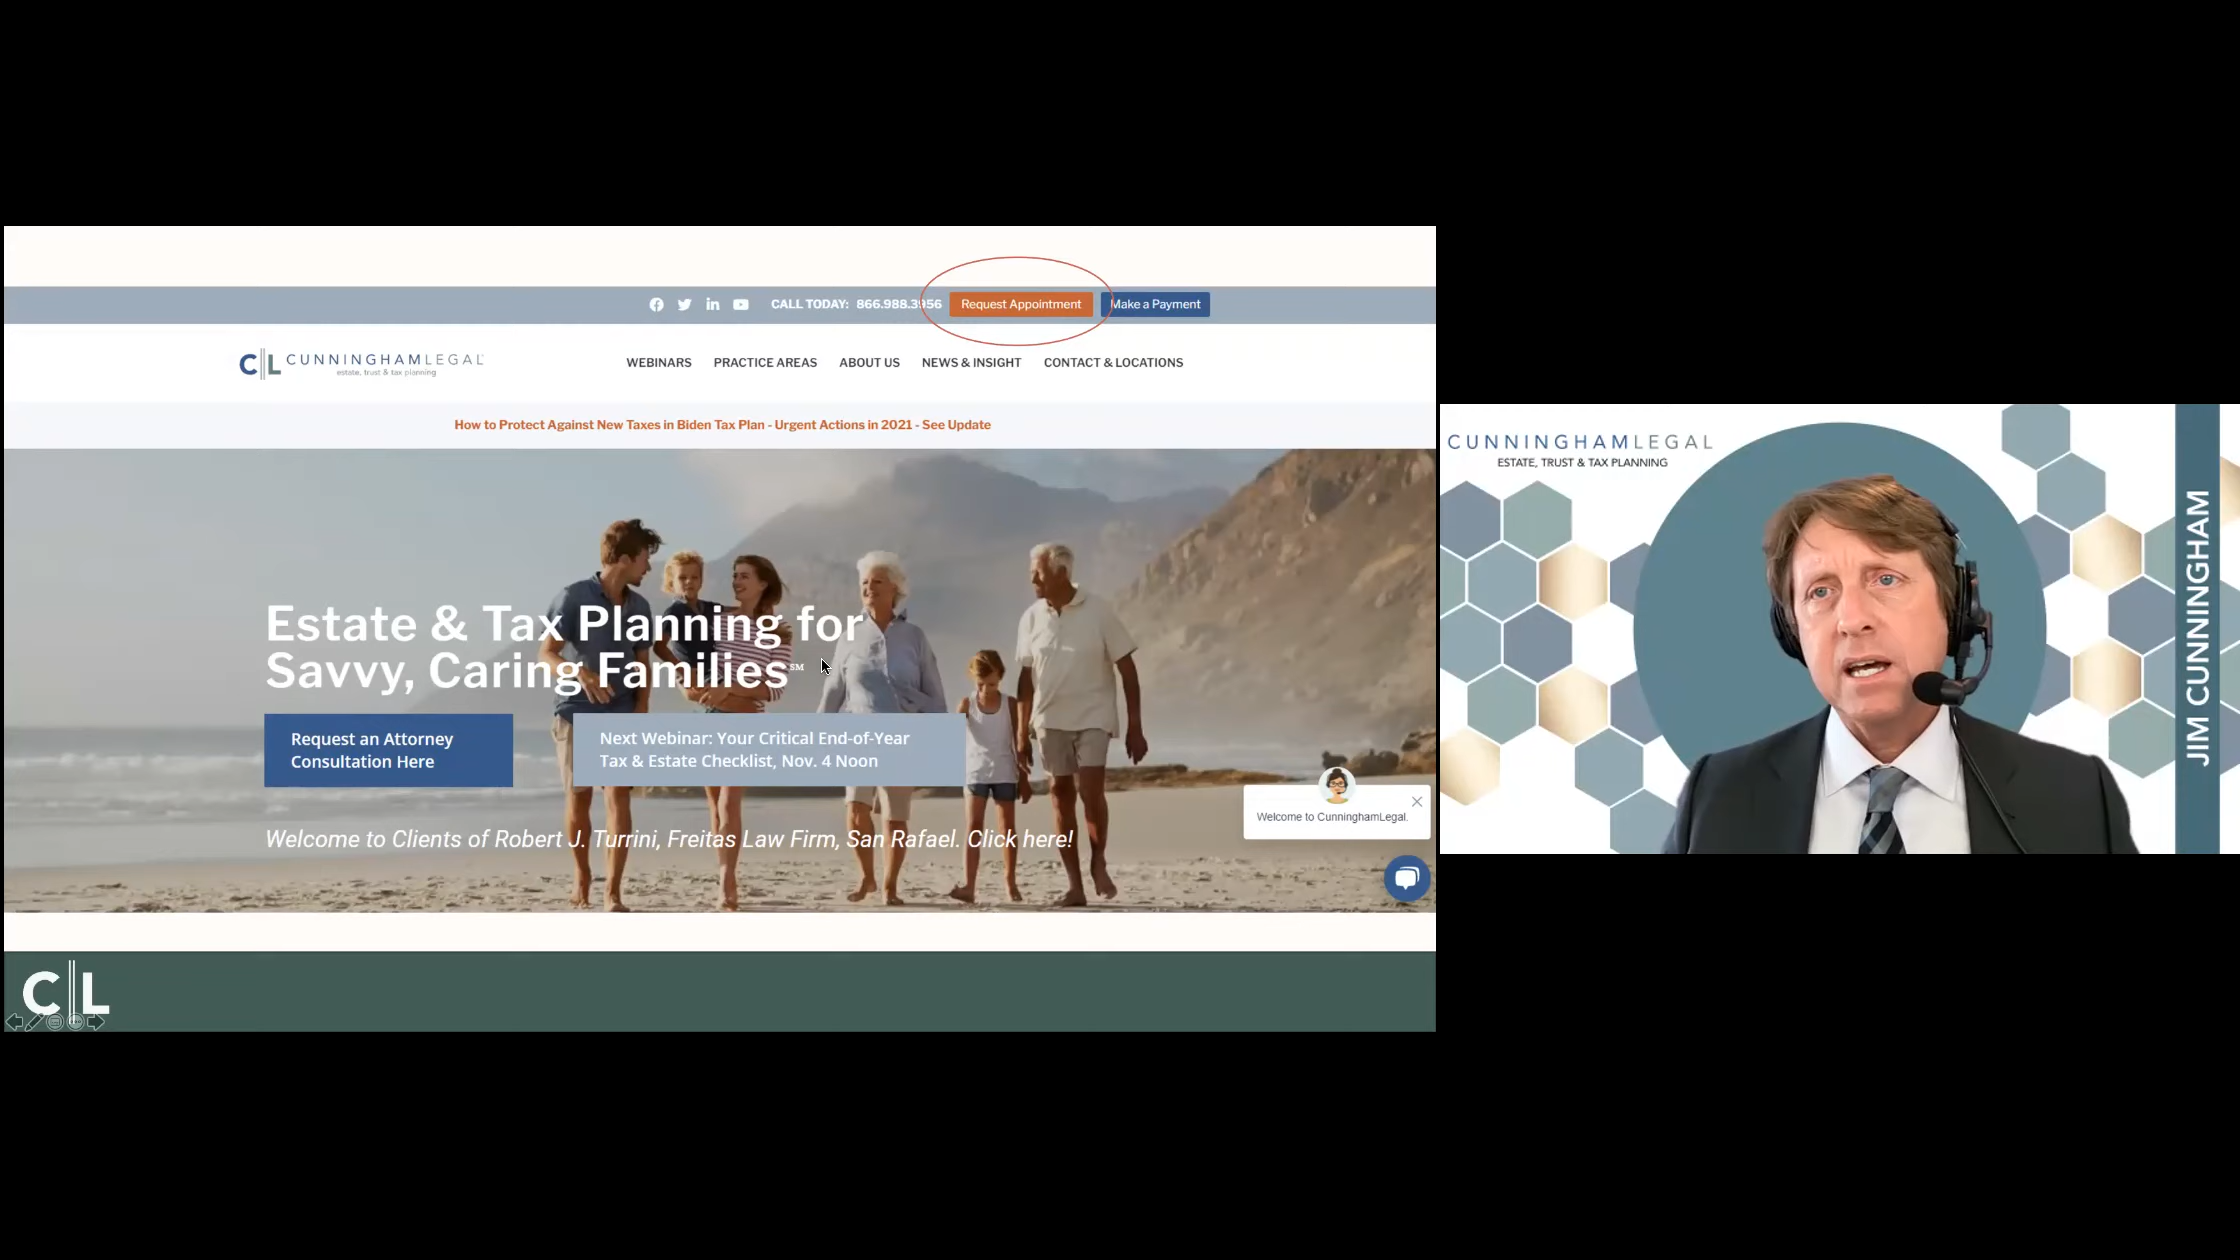 CALL TODAY: 866.988.3956
Request Appointment
Make a Payment
C|L CUNNINGHAMLEGAL
estate, trust & tax planning
WEBINARS PRACTICE AREAS ABOUT US NEWS & INSIGHT CONTACT & LOCATIONS
How to Protect Against New Taxes in Biden Tax Plan - Urgent Actions in 2021 - See Update
Estate & Tax Planning for
Savvy, Caring Families℠
Request an Attorney
Consultation Here
Next Webinar: Your Critical End-of-Year
Tax & Estate Checklist, Nov. 4 Noon
Welcome to CunninghamLegal.
Welcome to Clients of Robert J. Turrini, Freitas Law Firm, San Rafael. Click here!
C|L
CUNNINGHAMLEGAL
ESTATE, TRUST & TAX PLANNING
JIM CUNNINGHAM